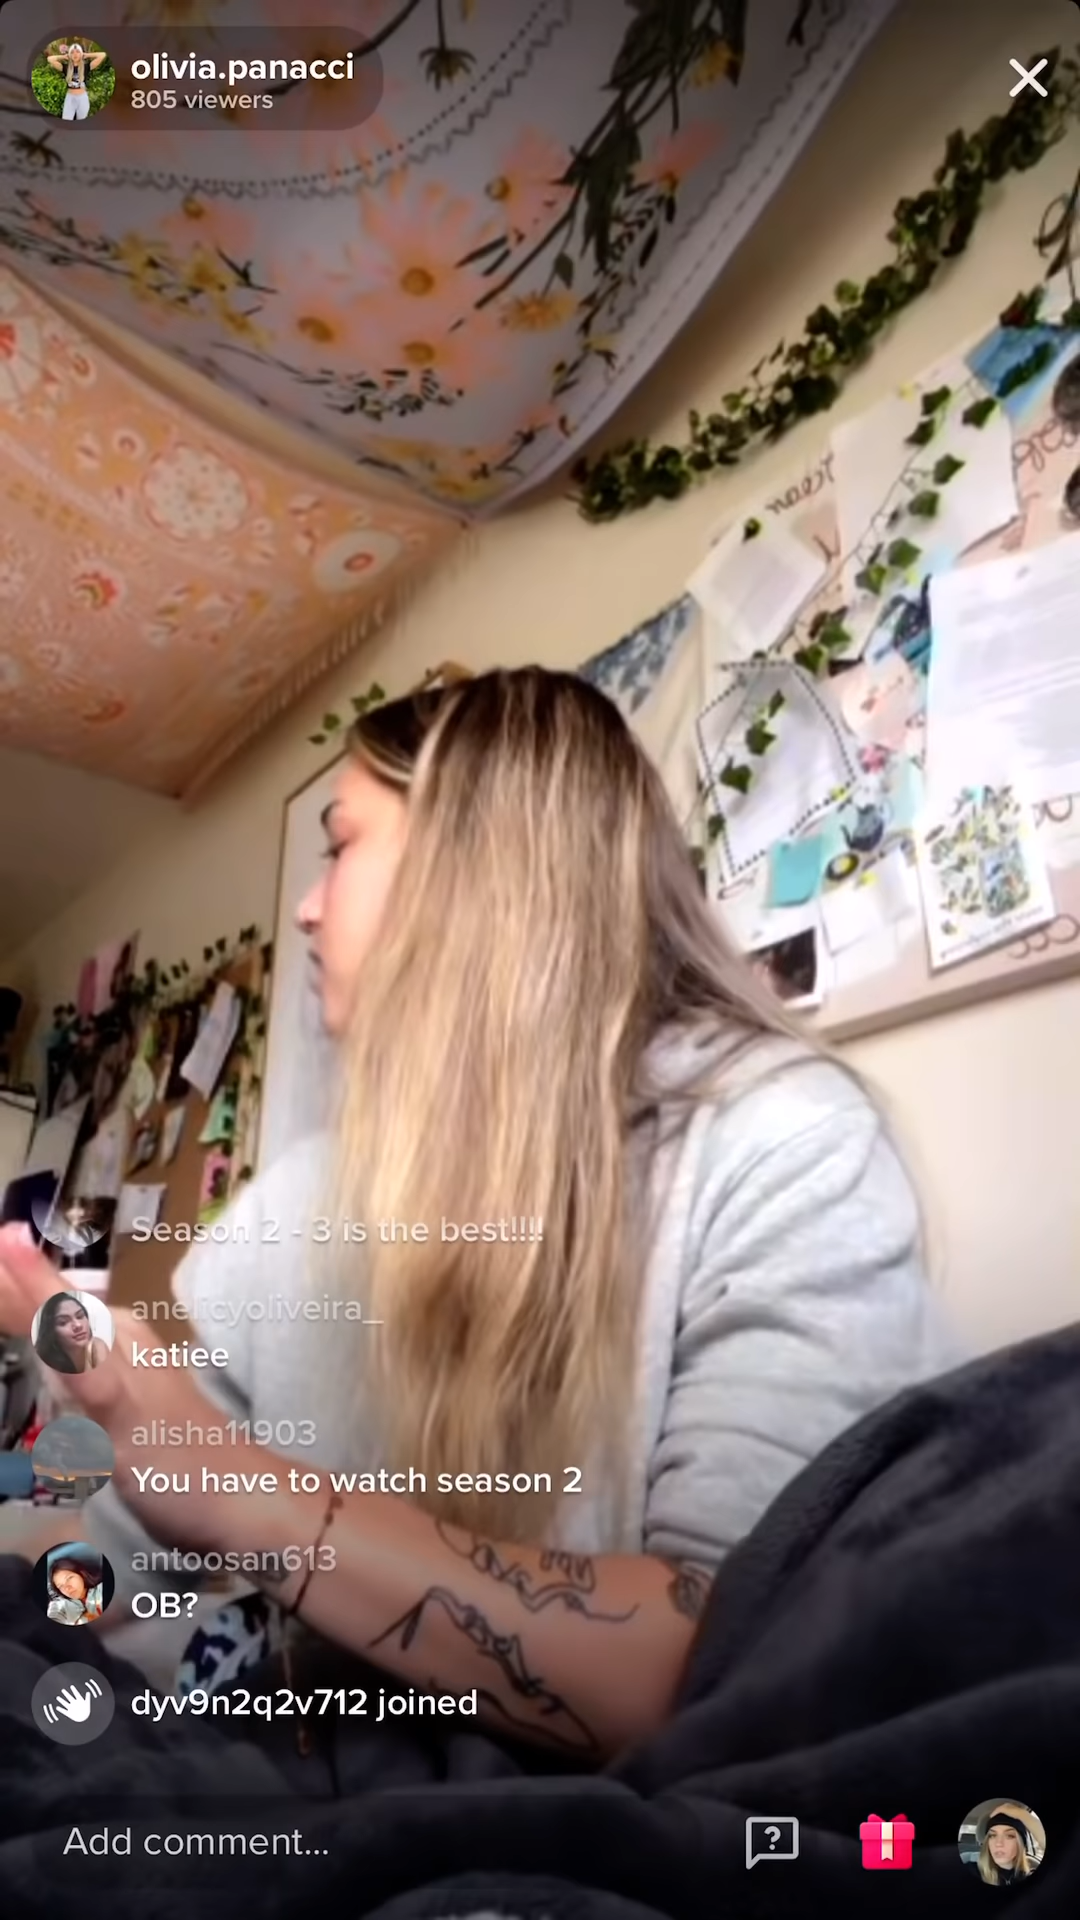 olivia.panacci
805 viewers
Season 2 - 3 is the best!!!!
anelicyoliveira_
katiee
alisha11903
You have to watch season 2
antoosan613
OB?
dyv9n2q2v712 joined
Add comment...